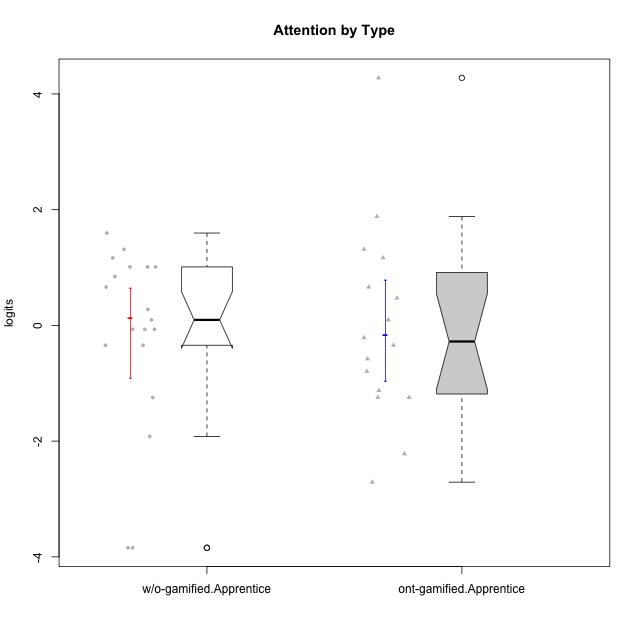 Attention by Type
logits
4
2
0
-2
-4
w/o-gamified.Apprentice
ont-gamified.Apprentice